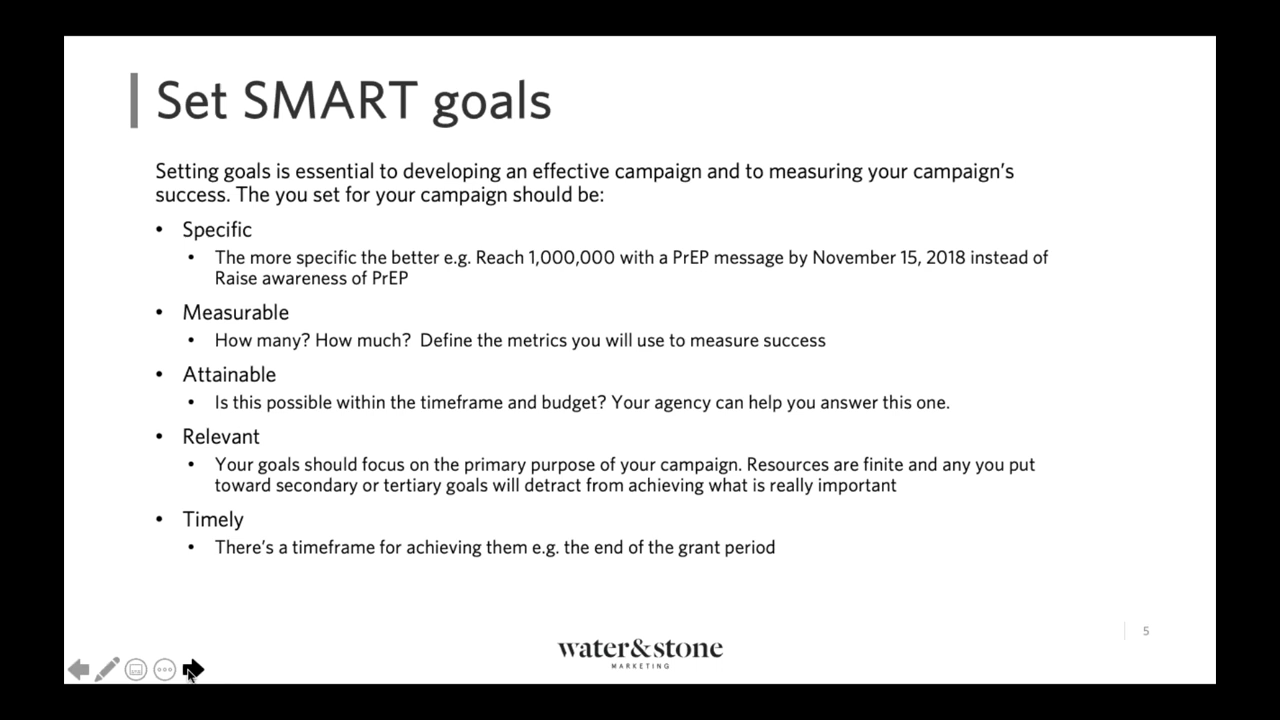 Set SMART goals
Setting goals is essential to developing an effective campaign and to measuring your campaign's
success. The you set for your campaign should be:
• Specific
• The more specific the better e.g. Reach 1,000,000 with a PrEP message by November 15, 2018 instead of
Raise awareness of PrEP
• Measurable
• How many? How much?  Define the metrics you will use to measure success
• Attainable
• Is this possible within the timeframe and budget? Your agency can help you answer this one.
• Relevant
• Your goals should focus on the primary purpose of your campaign. Resources are finite and any you put
toward secondary or tertiary goals will detract from achieving what is really important
• Timely
• There's a timeframe for achieving them e.g. the end of the grant period
5
water&stone
MARKETING